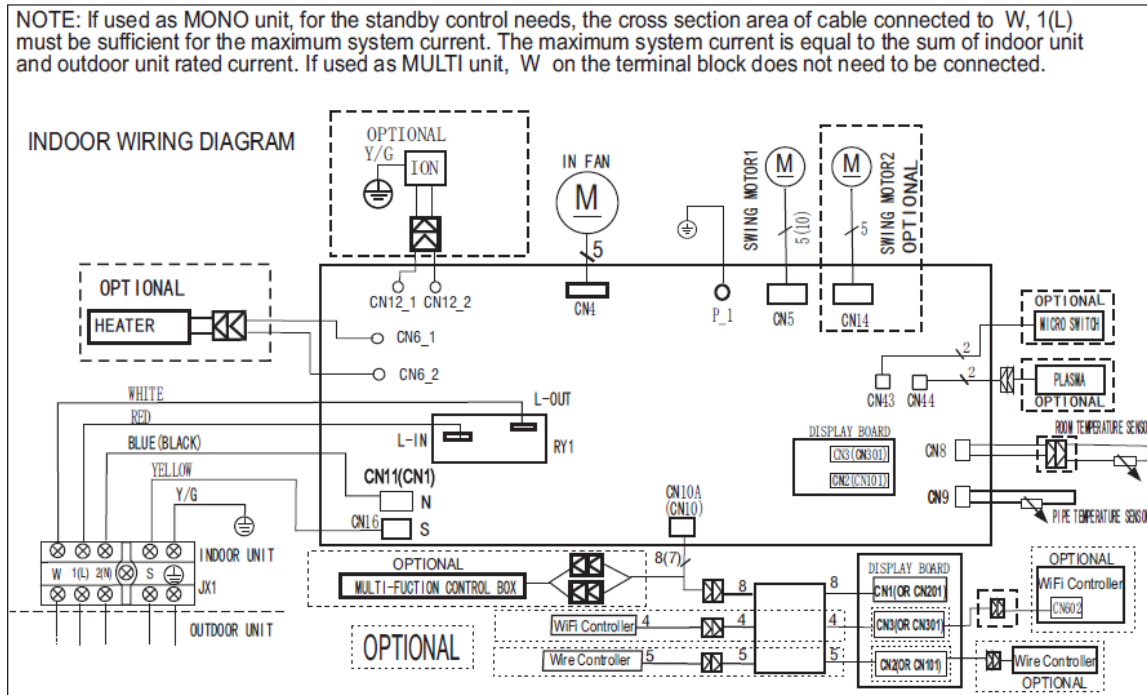 NOTE: If used as MONO unit, for the standby control needs, the cross section area of cable connected to W, 1(L)
must be sufficient for the maximum system current. The maximum system current is equal to the sum of indoor unit
and outdoor unit rated current. If used as MULTI unit, W on the terminal block does not need to be connected.
INDOOR WIRING DIAGRAM
OPTIONAL
Y/G
ION
IN FAN
M
5
SWING MOTOR1
M
5(10)
M
5
SWING MOTOR2
OPTIONAL
OPTIONAL
HEATER
CN12_1
CN12_2
CN4
P_1
CN5
CN14
CN6_1
CN6_2
OPTIONAL
MICRO SWITCH
2
2
PLASMA
OPTIONAL
CN43
CN44
WHITE
RED
BLUE(BLACK)
YELLOW
Y/G
L-OUT
L-IN
RY1
CN11(CN1)
N
CN16
S
DISPLAY BOARD
CN3(CN301)
CN2(CN101)
ROOM TEMPERATURE SENSO
CN8
CN9
PIPE TEMPERATURE SENSO
CN10A
(CN10)
8(7)
W
1(L)
2(N)
S
INDOOR UNIT
JX1
OUTDOOR UNIT
OPTIONAL
MULTI-FUCTION CONTROL BOX
OPTIONAL
WiFi Controller
4
4
4
Wire Controller
5
5
5
8
8
DISPLAY BOARD
CN1(OR CN201)
CN3(OR CN301)
CN2(OR CN101)
OPTIONAL
WiFi Controller
CN602
Wire Controller
OPTIONAL